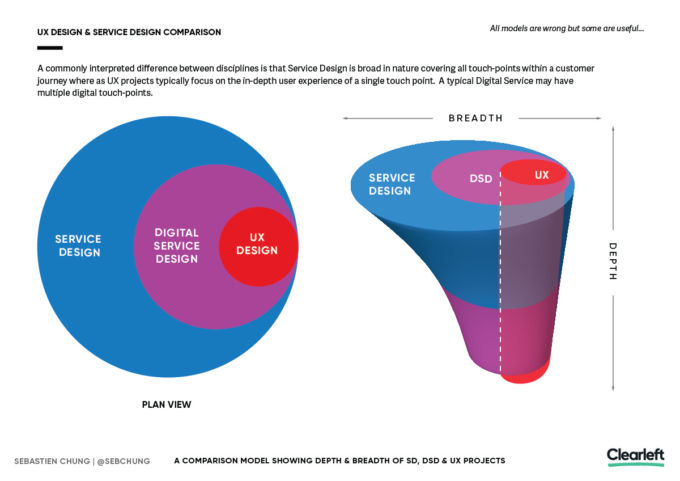 UX DESIGN & SERVICE DESIGN COMPARISON
All models are wrong but some are useful...
A commonly interpreted difference between disciplines is that Service Design is broad in nature covering all touch-points within a customer
journey where as UX projects typically focus on the in-depth user experience of a single touch point. A typical Digital Service may have
multiple digital touch-points.
SERVICE
DESIGN
DIGITAL
SERVICE
DESIGN
UX
DESIGN
PLAN VIEW
BREADTH
SERVICE
DESIGN
DSD
UX
DEPTH
SEBASTIEN CHUNG | @SEBCHUNG
A COMPARISON MODEL SHOWING DEPTH & BREADTH OF SD, DSD & UX PROJECTS
Clearleft